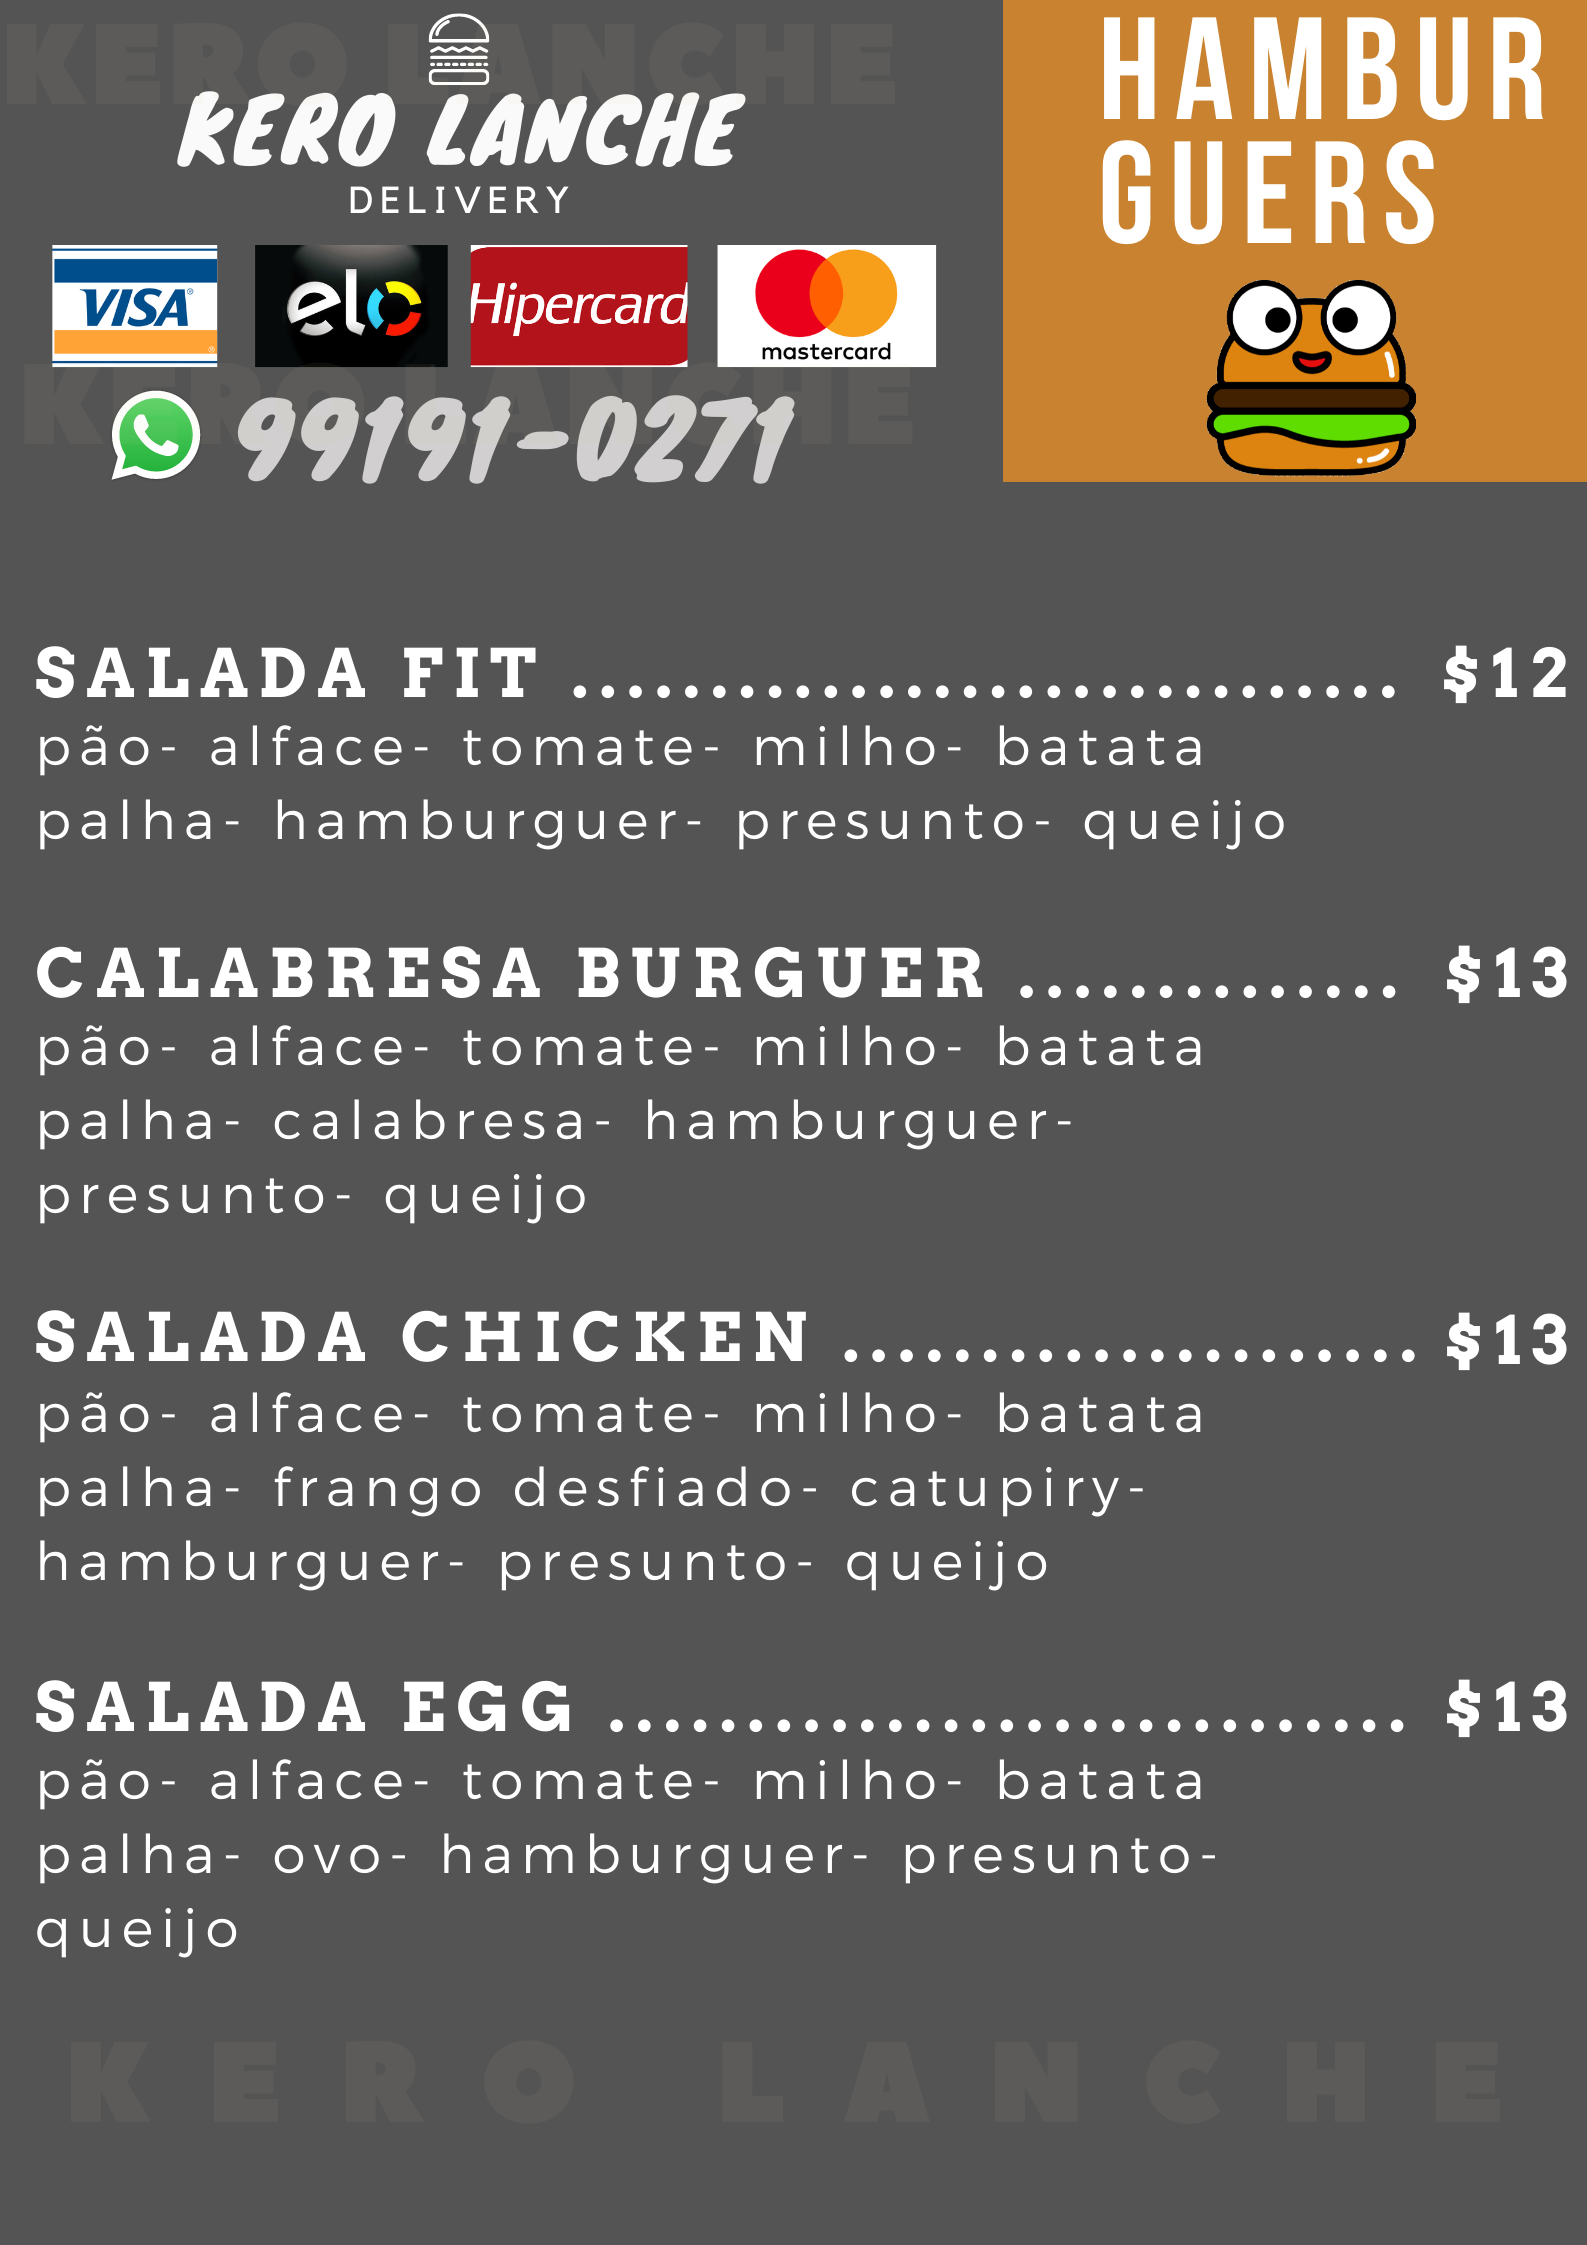 KERO LANCHE
KERO LANCHE
DELIVERY
VISA
elo
Hipercard
mastercard
KERO LANCHE
99191-0271
HAMBUR
GUERS
SALADA FIT .............................. $12
pão- alface- tomate- milho- batata
palha- hamburguer- presunto- queijo
CALABRESA BURGUER .............. $13
pão- alface- tomate- milho- batata
palha- calabresa- hamburguer-
presunto- queijo
SALADA CHICKEN ..................... $13
pão- alface- tomate- milho- batata
palha- frango desfiado- catupiry-
hamburguer- presunto- queijo
SALADA EGG ............................. $13
pão- alface- tomate- milho- batata
palha- ovo- hamburguer- presunto-
queijo
KERO LANCHE